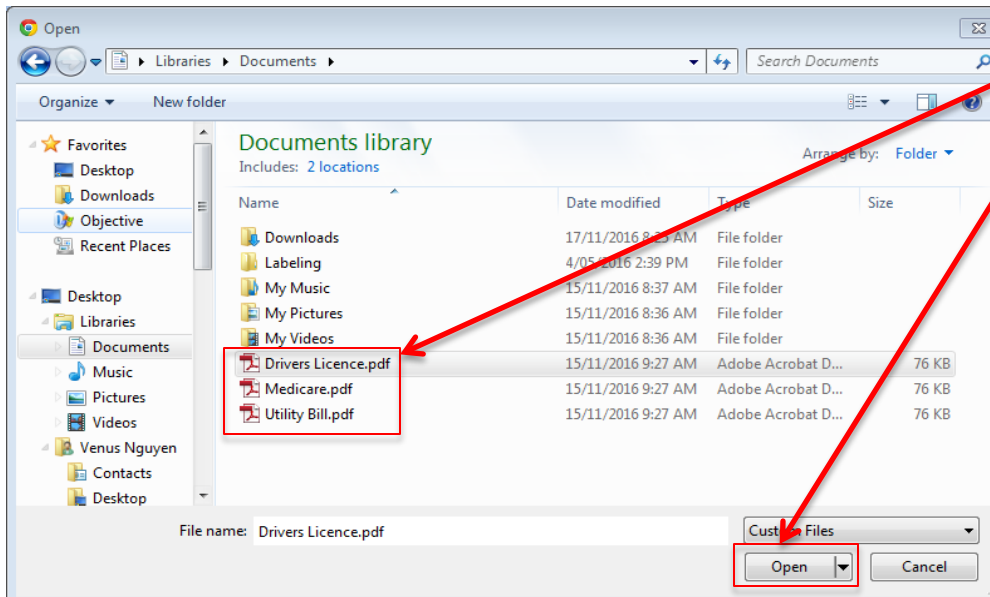 Open
Libraries Documents Search Documents
Organize New folder
Favorites
Desktop
Downloads
Objective
Recent Places
Desktop
Libraries
Documents
Music
Pictures
Videos
Venus Nguyen
Contacts
Desktop
Documents library
Includes: 2 locations
Arrange by: Folder
Name Date modified Type Size
Downloads 17/11/2016 8:25 AM File folder
Labeling 4/05/2016 2:39 PM File folder
My Music 15/11/2016 8:37 AM File folder
My Pictures 15/11/2016 8:36 AM File folder
My Videos 15/11/2016 8:36 AM File folder
Drivers Licence.pdf 15/11/2016 9:27 AM Adobe Acrobat D... 76 KB
Medicare.pdf 15/11/2016 9:27 AM Adobe Acrobat D... 76 KB
Utility Bill.pdf 15/11/2016 9:27 AM Adobe Acrobat D... 76 KB
File name: Drivers Licence.pdf Custom Files
Open Cancel